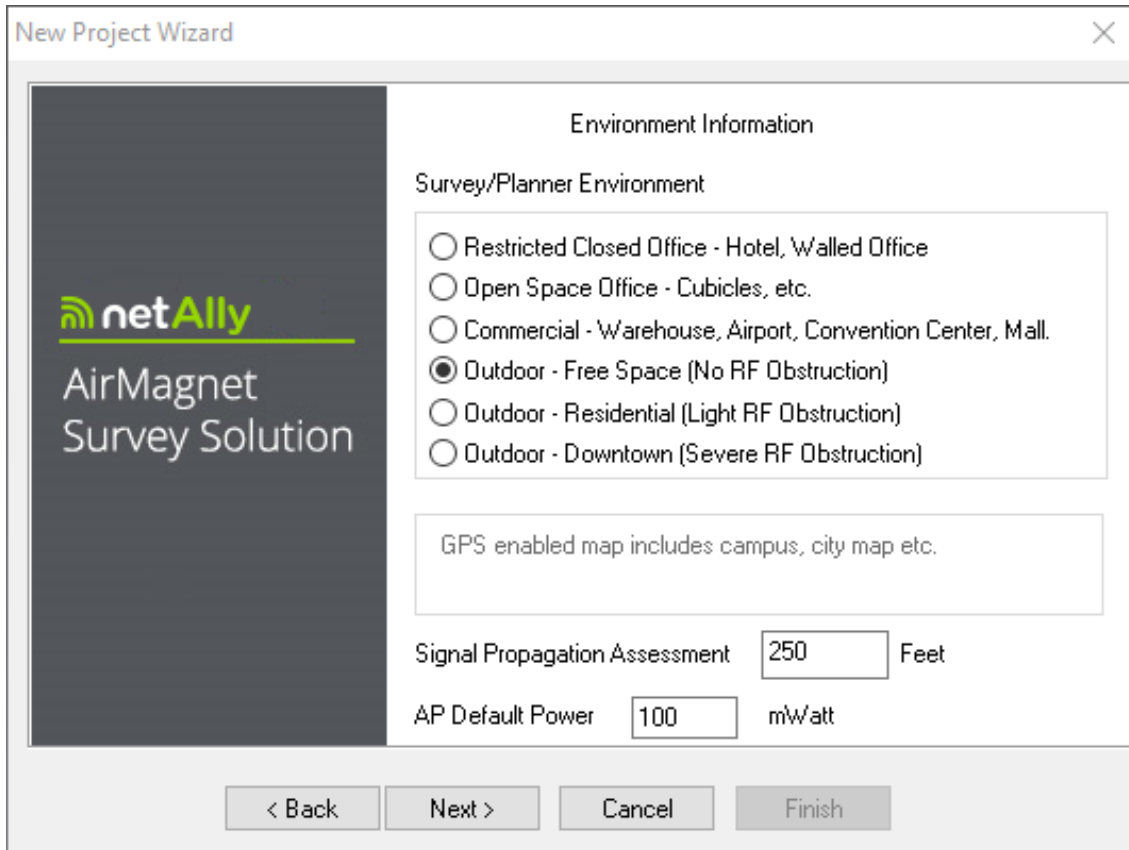 New Project Wizard
netAlly
AirMagnet
Survey Solution
Environment Information
Survey/Planner Environment
Restricted Closed Office - Hotel, Walled Office
Open Space Office - Cubicles, etc.
Commercial - Warehouse, Airport, Convention Center, Mall.
Outdoor - Free Space (No RF Obstruction)
Outdoor - Residential (Light RF Obstruction)
Outdoor - Downtown (Severe RF Obstruction)
GPS enabled map includes campus, city map etc.
Signal Propagation Assessment 250 Feet
AP Default Power 100 mWatt
< Back Next > Cancel Finish